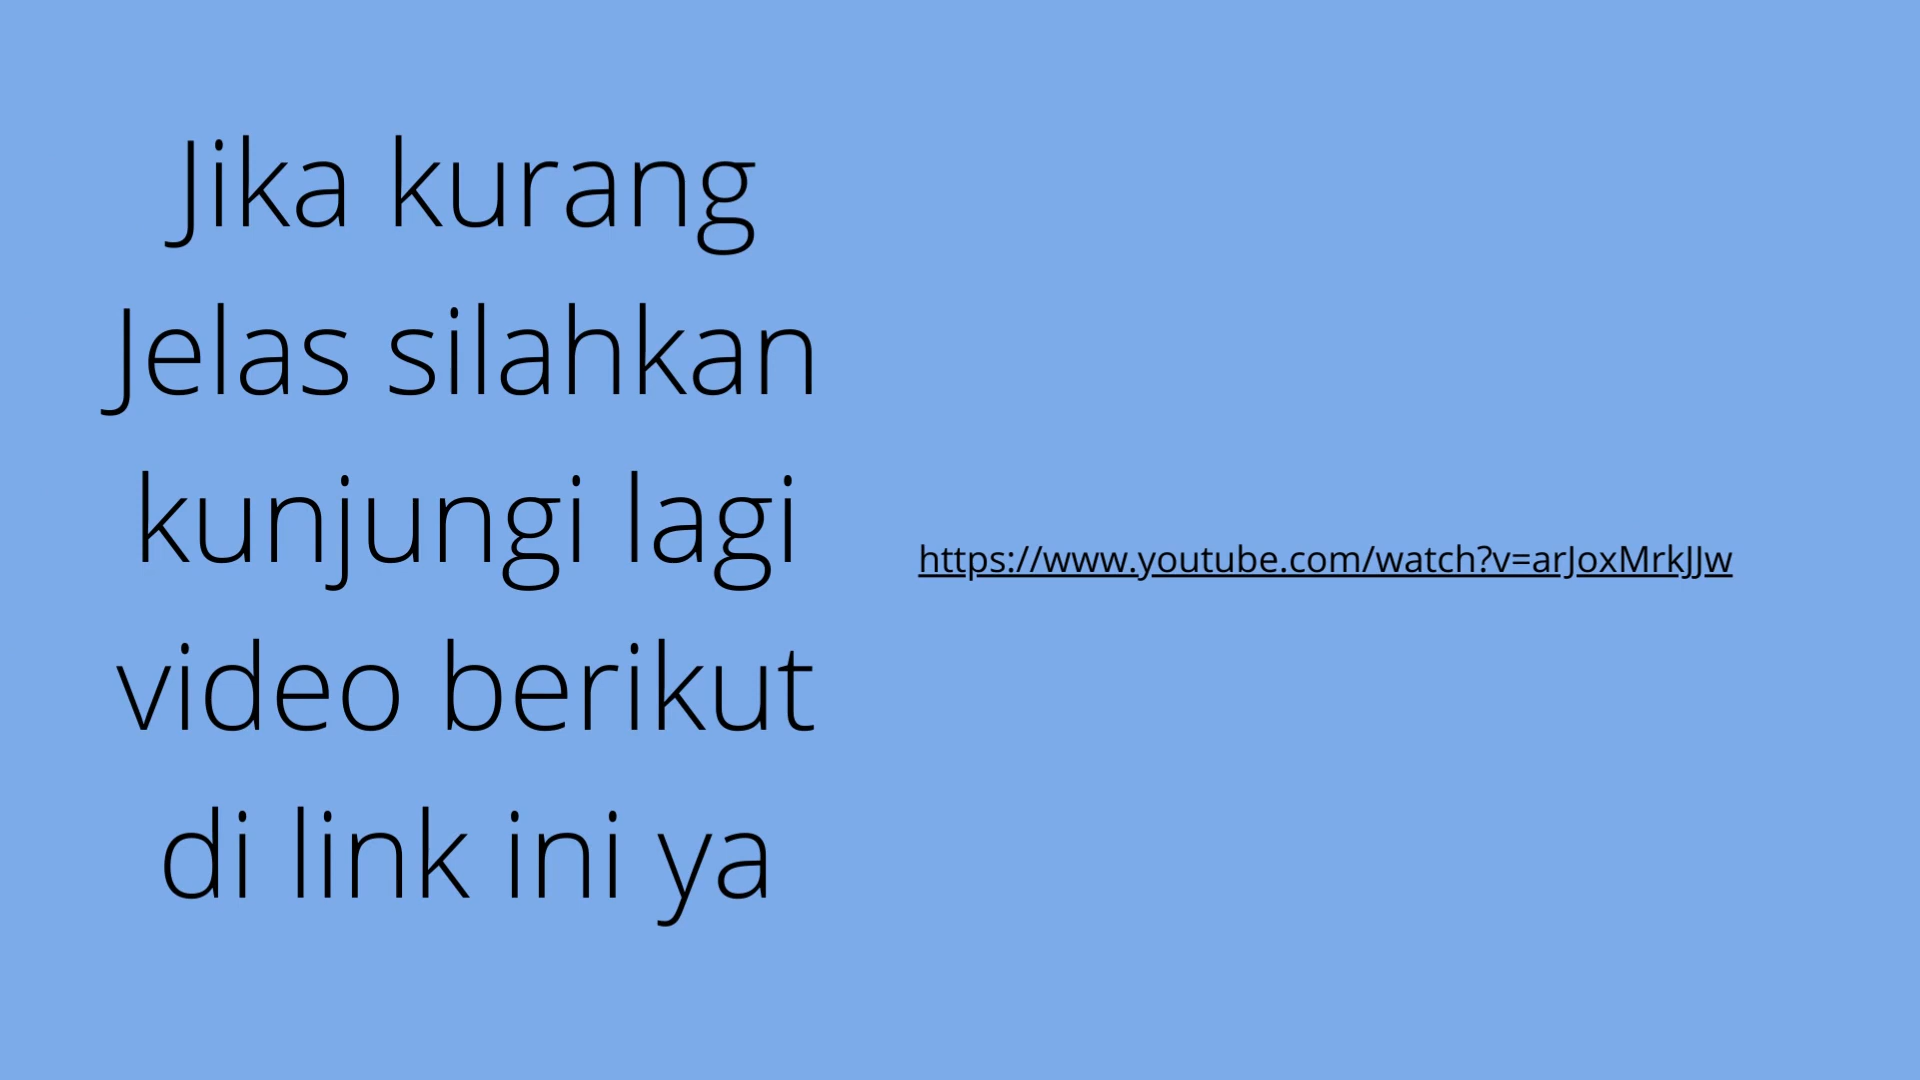 Jika kurang
Jelas silahkan
kunjungi lagi
video berikut
di link ini ya
https://www.youtube.com/watch?v=arJoxMrkJJw